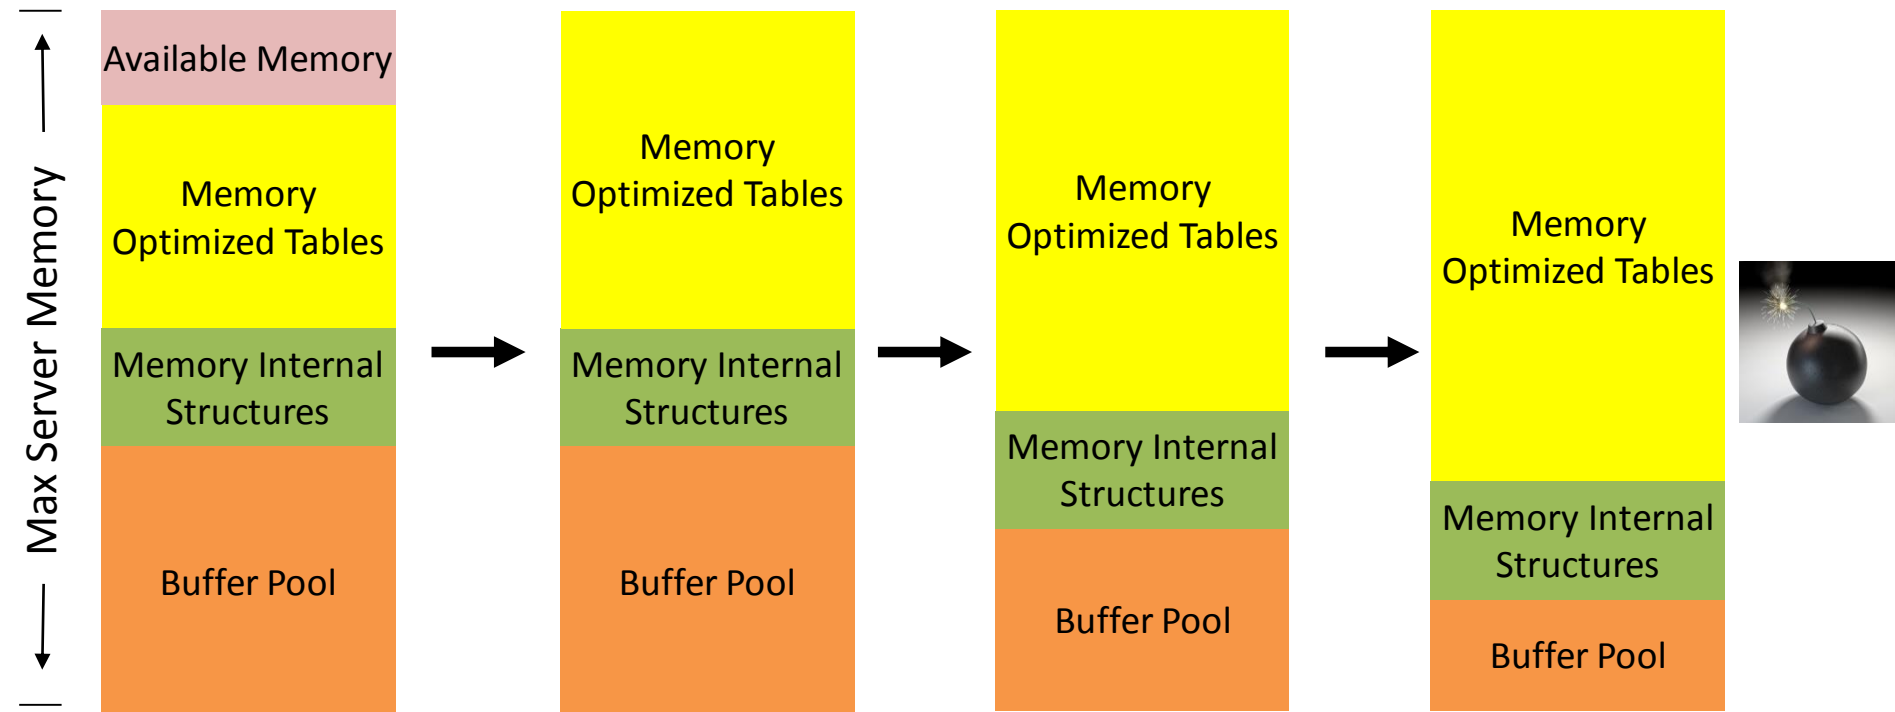 Max Server Memory
Available Memory
Memory
Optimized Tables
Memory Internal
Structures
Buffer Pool
Memory
Optimized Tables
Memory Internal
Structures
Buffer Pool
Memory
Optimized Tables
Memory Internal
Structures
Buffer Pool
Memory
Optimized Tables
Memory Internal
Structures
Buffer Pool